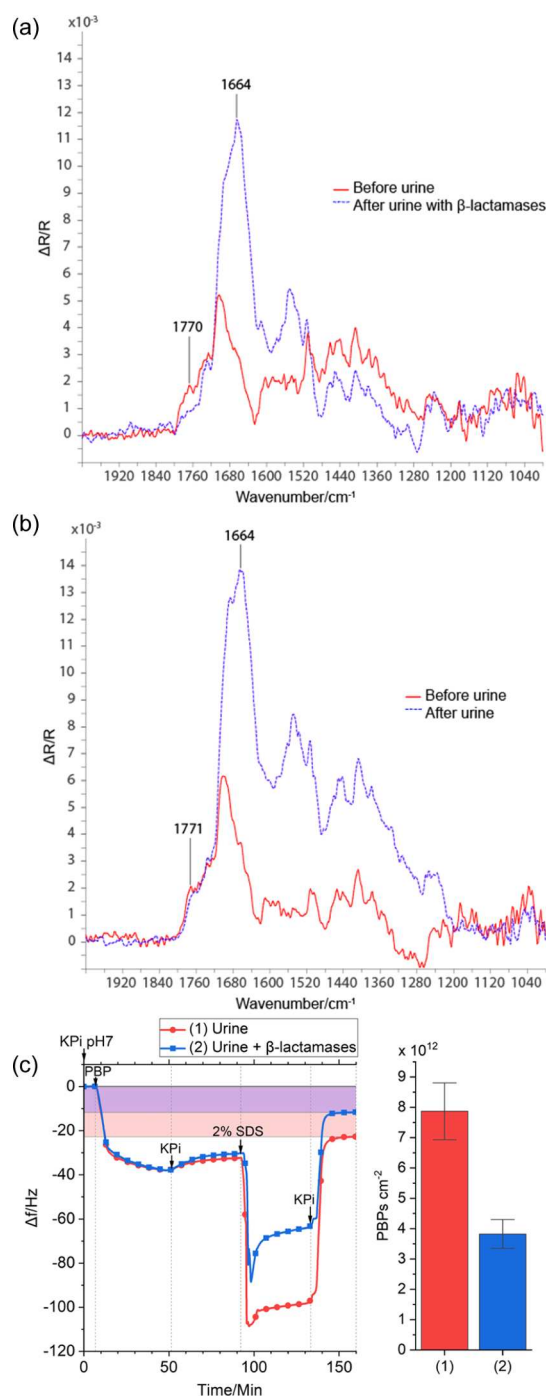 (a)
x10⁻³
14
13
12
11
10
9
8
7
6
5
4
3
2
1
0
ΔR/R
1664
1770
Before urine
After urine with β-lactamases
1920 1840 1760 1680 1600 1520 1440 1360 1280 1200 1120 1040
Wavenumber/cm⁻¹
(b)
x10⁻³
14
13
12
11
10
9
8
7
6
5
4
3
2
1
0
ΔR/R
1664
1771
Before urine
After urine
1920 1840 1760 1680 1600 1520 1440 1360 1280 1200 1120 1040
Wavenumber/cm⁻¹
(c)
(1) Urine
(2) Urine + β-lactamases
KPi pH7
PBP
KPi
2% SDS
KPi
0
-20
-40
-60
-80
-100
-120
Δf/Hz
0 50 100 150
Time/Min
x 10¹²
9
8
7
6
5
4
3
2
1
0
PBPs cm⁻²
(1) (2)